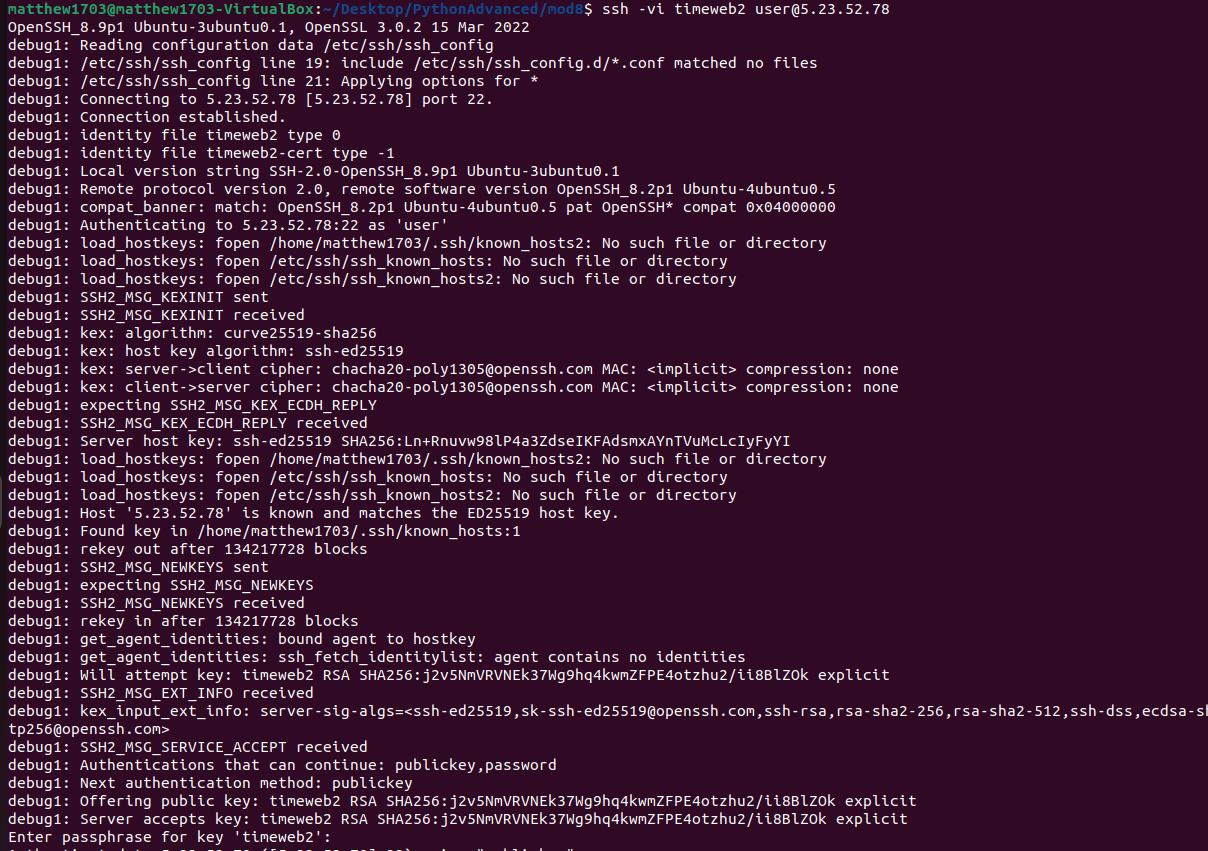 matthew1703@matthew1703-VirtualBox:~/Desktop/PythonAdvanced/mod8$ ssh -vi timeweb2 user@5.23.52.78
OpenSSH_8.9p1 Ubuntu-3ubuntu0.1, OpenSSL 3.0.2 15 Mar 2022
debug1: Reading configuration data /etc/ssh/ssh_config
debug1: /etc/ssh/ssh_config line 19: include /etc/ssh/ssh_config.d/*.conf matched no files
debug1: /etc/ssh/ssh_config line 21: Applying options for *
debug1: Connecting to 5.23.52.78 [5.23.52.78] port 22.
debug1: Connection established.
debug1: identity file timeweb2 type 0
debug1: identity file timeweb2-cert type -1
debug1: Local version string SSH-2.0-OpenSSH_8.9p1 Ubuntu-3ubuntu0.1
debug1: Remote protocol version 2.0, remote software version OpenSSH_8.2p1 Ubuntu-4ubuntu0.5
debug1: compat_banner: match: OpenSSH_8.2p1 Ubuntu-4ubuntu0.5 pat OpenSSH* compat 0x04000000
debug1: Authenticating to 5.23.52.78:22 as 'user'
debug1: load_hostkeys: fopen /home/matthew1703/.ssh/known_hosts2: No such file or directory
debug1: load_hostkeys: fopen /etc/ssh/ssh_known_hosts: No such file or directory
debug1: load_hostkeys: fopen /etc/ssh/ssh_known_hosts2: No such file or directory
debug1: SSH2_MSG_KEXINIT sent
debug1: SSH2_MSG_KEXINIT received
debug1: kex: algorithm: curve25519-sha256
debug1: kex: host key algorithm: ssh-ed25519
debug1: kex: server->client cipher: chacha20-poly1305@openssh.com MAC: <implicit> compression: none
debug1: kex: client->server cipher: chacha20-poly1305@openssh.com MAC: <implicit> compression: none
debug1: expecting SSH2_MSG_KEX_ECDH_REPLY
debug1: SSH2_MSG_KEX_ECDH_REPLY received
debug1: Server host key: ssh-ed25519 SHA256:Ln+Rnuvw98lP4a3ZdseIKFAdsmxAYnTVuMcLcIyFyYI
debug1: load_hostkeys: fopen /home/matthew1703/.ssh/known_hosts2: No such file or directory
debug1: load_hostkeys: fopen /etc/ssh/ssh_known_hosts: No such file or directory
debug1: load_hostkeys: fopen /etc/ssh/ssh_known_hosts2: No such file or directory
debug1: Host '5.23.52.78' is known and matches the ED25519 host key.
debug1: Found key in /home/matthew1703/.ssh/known_hosts:1
debug1: rekey out after 134217728 blocks
debug1: SSH2_MSG_NEWKEYS sent
debug1: expecting SSH2_MSG_NEWKEYS
debug1: SSH2_MSG_NEWKEYS received
debug1: rekey in after 134217728 blocks
debug1: get_agent_identities: bound agent to hostkey
debug1: get_agent_identities: ssh_fetch_identitylist: agent contains no identities
debug1: Will attempt key: timeweb2 RSA SHA256:j2v5NmVRVNEk37Wg9hq4kwmZFPE4otzhu2/ii8BlZOk explicit
debug1: SSH2_MSG_EXT_INFO received
debug1: kex_input_ext_info: server-sig-algs=<ssh-ed25519,sk-ssh-ed25519@openssh.com,ssh-rsa,rsa-sha2-256,rsa-sha2-512,ssh-dss,ecdsa-sh
tp256@openssh.com>
debug1: SSH2_MSG_SERVICE_ACCEPT received
debug1: Authentications that can continue: publickey,password
debug1: Next authentication method: publickey
debug1: Offering public key: timeweb2 RSA SHA256:j2v5NmVRVNEk37Wg9hq4kwmZFPE4otzhu2/ii8BlZOk explicit
debug1: Server accepts key: timeweb2 RSA SHA256:j2v5NmVRVNEk37Wg9hq4kwmZFPE4otzhu2/ii8BlZOk explicit
Enter passphrase for key 'timeweb2':